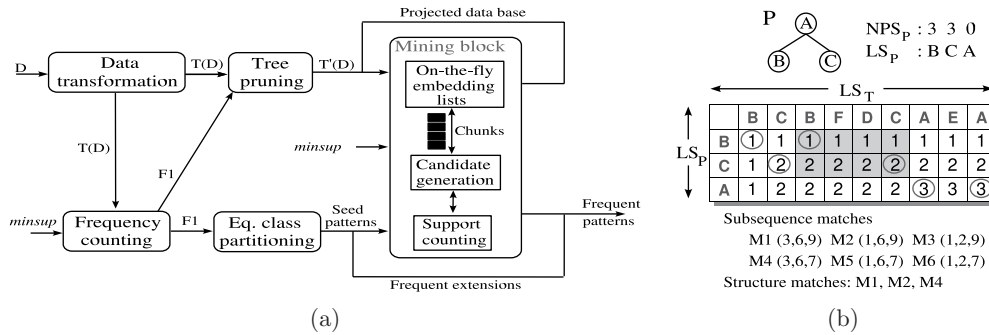 Projected data base
D
Data
transformation
T(D)
Tree
pruning
T'(D)
Mining block
On-the-fly
embedding
lists
Chunks
minsup
Candidate
generation
Support
counting
T(D)
F1
minsup
Frequency
counting
F1
Eq. class
partitioning
Seed
patterns
Frequent
patterns
Frequent extensions
(a)
P
A
B C
NPS_P : 3 3 0
LS_P : B C A
LS_T
LS_P
B C B F D C A E A
B 1 1 1 1 1 1 1 1 1
C 1 2 2 2 2 2 2 2 2
A 1 2 2 2 2 2 3 3 3
Subsequence matches
M1 (3,6,9) M2 (1,6,9) M3 (1,2,9)
M4 (3,6,7) M5 (1,6,7) M6 (1,2,7)
Structure matches: M1, M2, M4
(b)